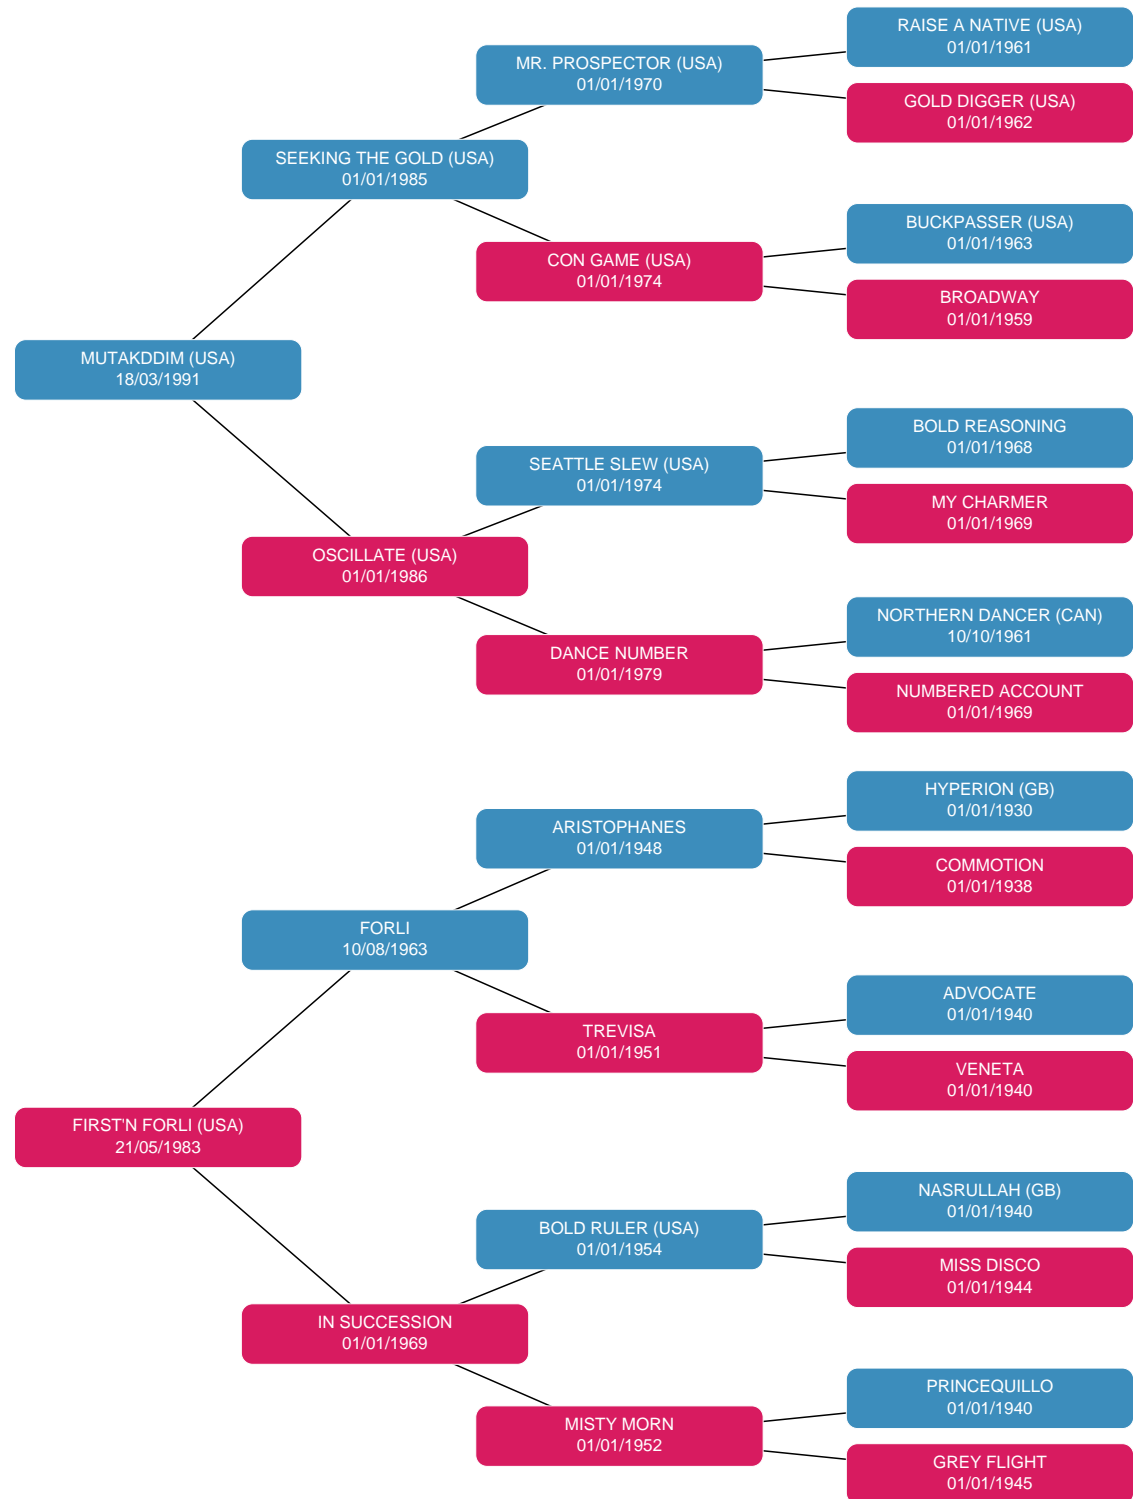 RAISE A NATIVE (USA)
01/01/1961
MR. PROSPECTOR (USA)
01/01/1970
GOLD DIGGER (USA)
01/01/1962
SEEKING THE GOLD (USA)
01/01/1985
BUCKPASSER (USA)
01/01/1963
CON GAME (USA)
01/01/1974
BROADWAY
01/01/1959
MUTAKDDIM (USA)
18/03/1991
BOLD REASONING
01/01/1968
SEATTLE SLEW (USA)
01/01/1974
MY CHARMER
01/01/1969
OSCILLATE (USA)
01/01/1986
NORTHERN DANCER (CAN)
10/10/1961
DANCE NUMBER
01/01/1979
NUMBERED ACCOUNT
01/01/1969
HYPERION (GB)
01/01/1930
ARISTOPHANES
01/01/1948
COMMOTION
01/01/1938
FORLI
10/08/1963
ADVOCATE
01/01/1940
TREVISA
01/01/1951
VENETA
01/01/1940
FIRST'N FORLI (USA)
21/05/1983
NASRULLAH (GB)
01/01/1940
BOLD RULER (USA)
01/01/1954
MISS DISCO
01/01/1944
IN SUCCESSION
01/01/1969
PRINCEQUILLO
01/01/1940
MISTY MORN
01/01/1952
GREY FLIGHT
01/01/1945